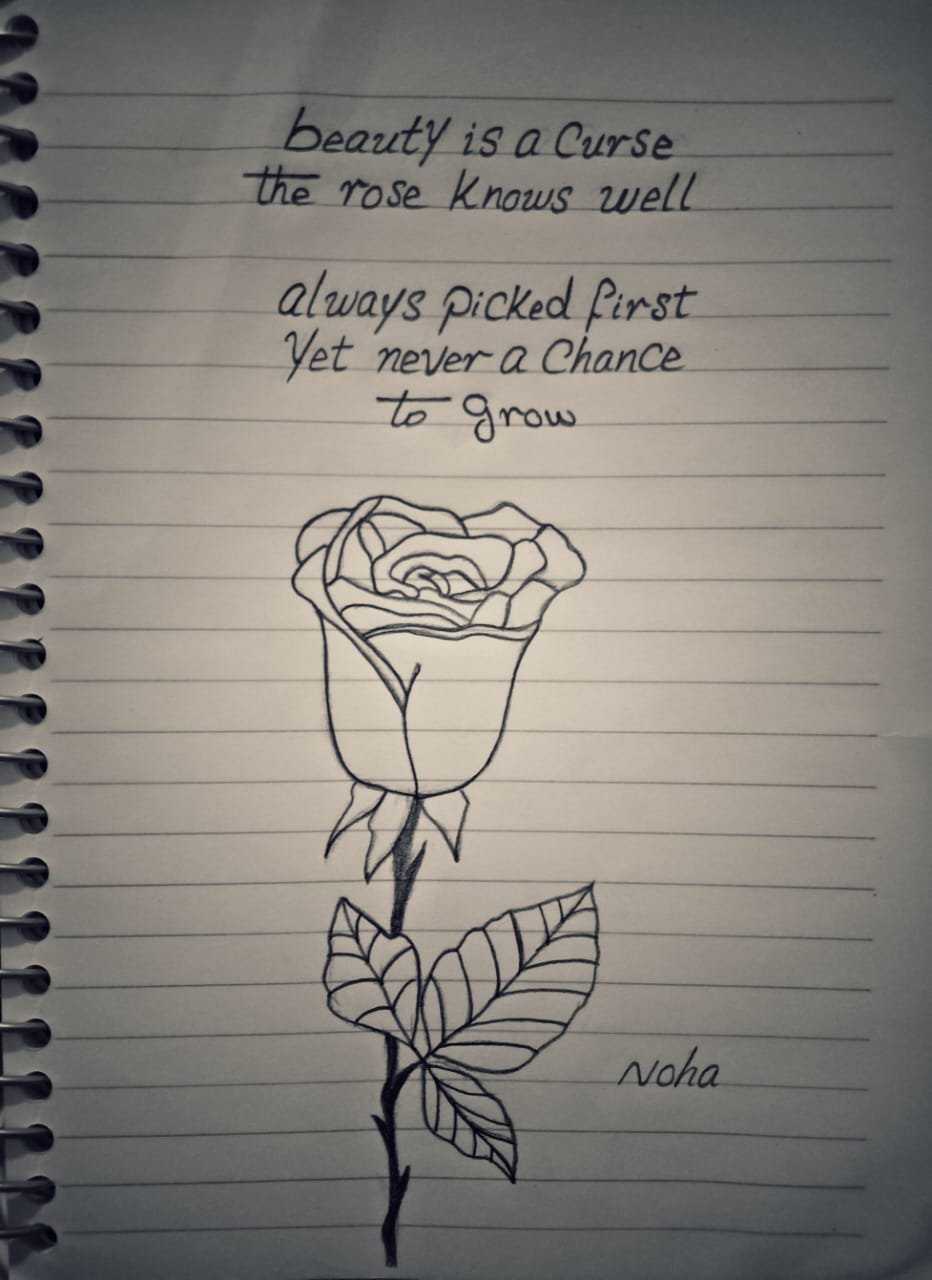 beauty is a Curse
the rose knows well
always picked first
Yet never a Chance
to grow
Noha